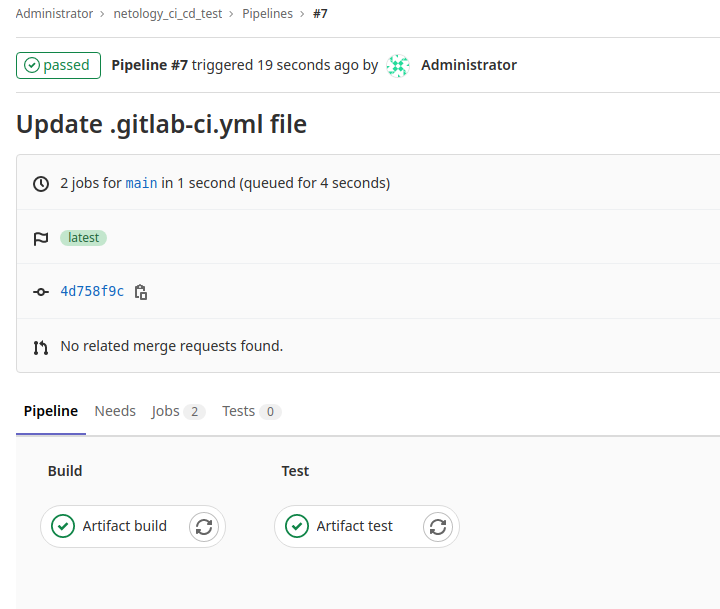 Administrator › netology_ci_cd_test › Pipelines › #7
passed Pipeline #7 triggered 19 seconds ago by Administrator
Update .gitlab-ci.yml file
2 jobs for main in 1 second (queued for 4 seconds)
latest
4d758f9c
No related merge requests found.
Pipeline Needs Jobs 2 Tests 0
Build Test
Artifact build Artifact test